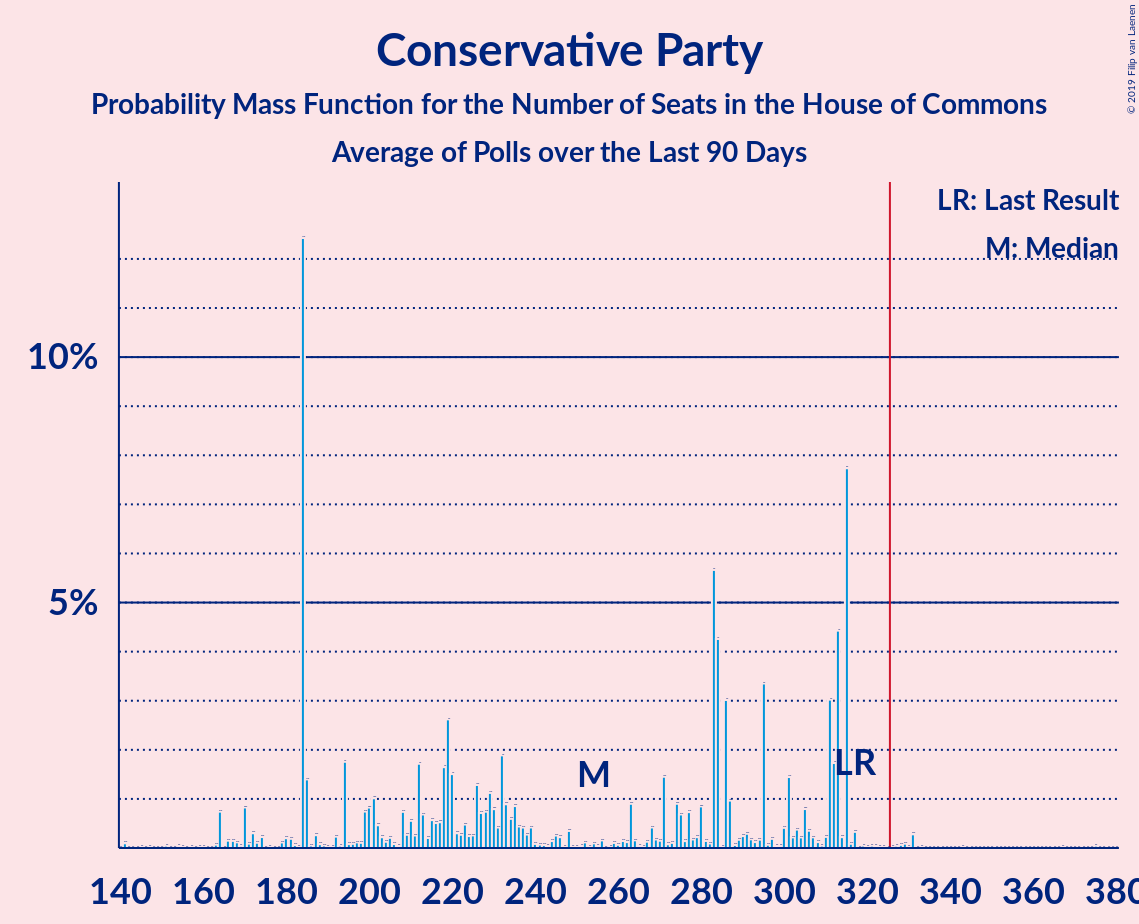 Conservative Party
Probability Mass Function for the Number of Seats in the House of Commons
Average of Polls over the Last 90 Days
© 2019 Filip van Laenen
LR: Last Result
M: Median
10%
5%
M
LR
140 160 180 200 220 240 260 280 300 320 340 360 380